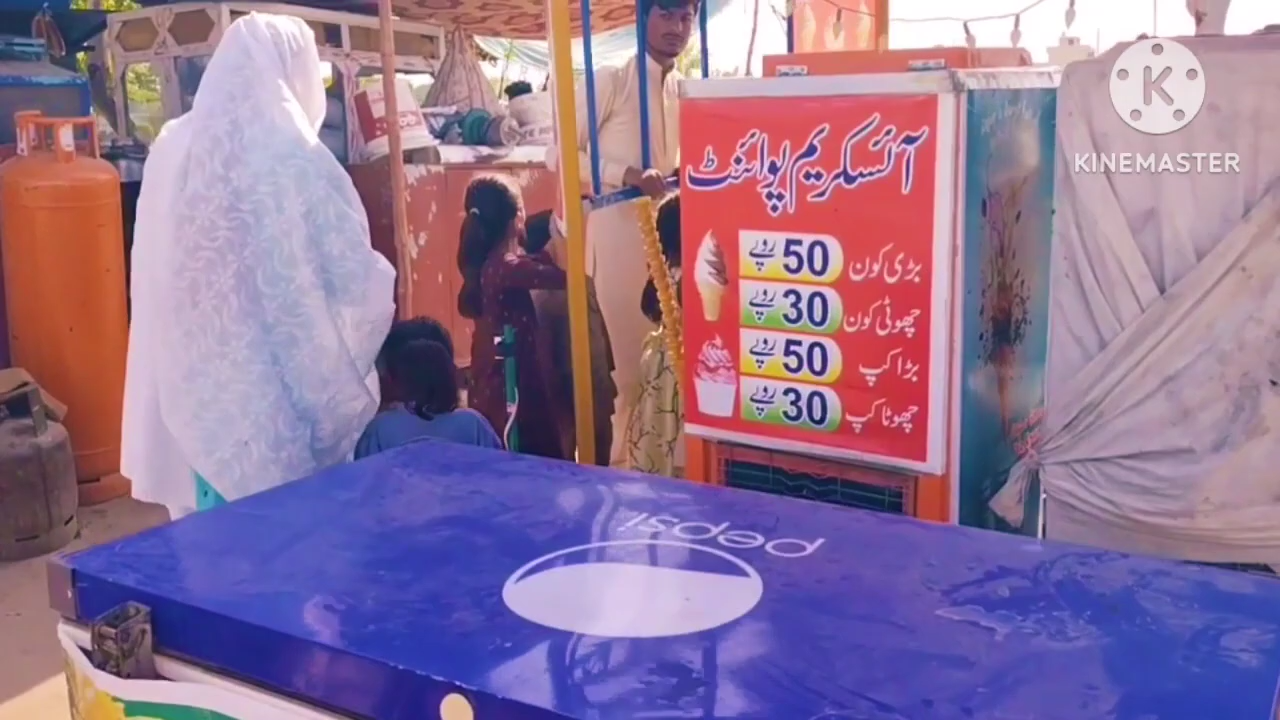 KINEMASTER
آئسکریم پوائنٹ
بڑی کون 50 روپے
چھوٹی کون 30 روپے
بڑا کپ 50 روپے
چھوٹا کپ 30 روپے
pepsi